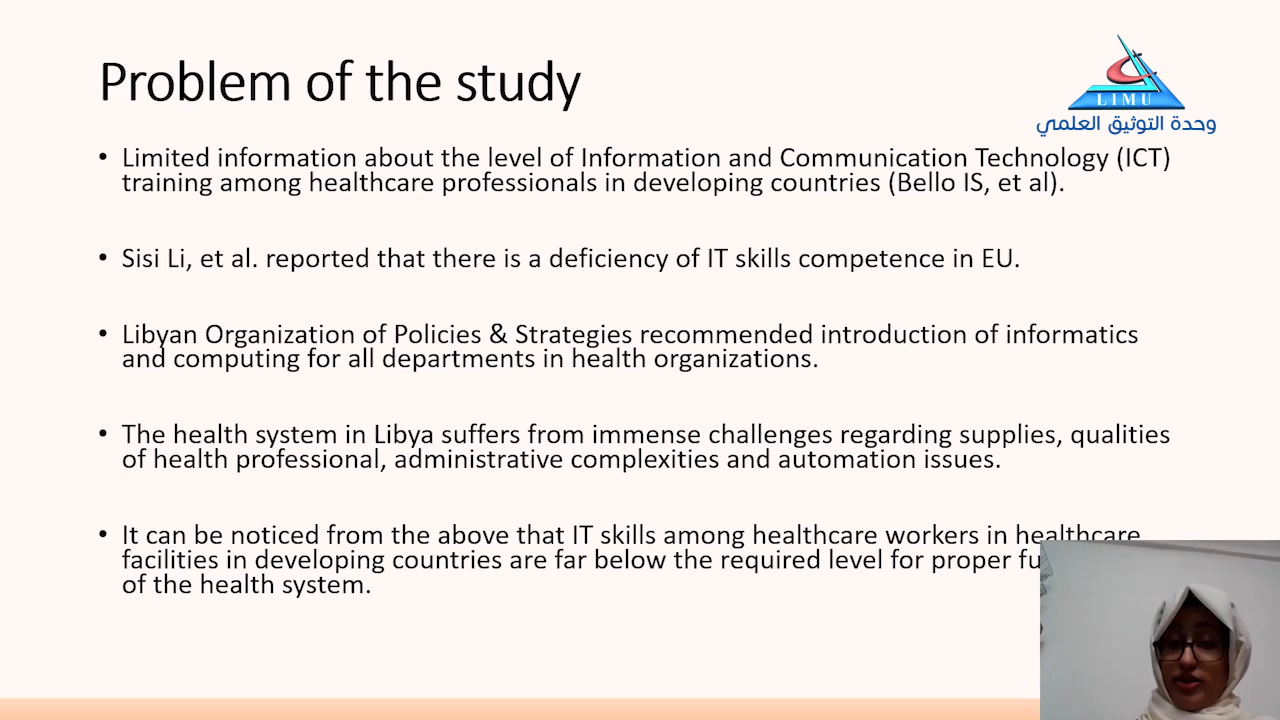 Problem of the study
LIMU
وحدة التوثيق العلمي
• Limited information about the level of Information and Communication Technology (ICT)
training among healthcare professionals in developing countries (Bello IS, et al).
• Sisi Li, et al. reported that there is a deficiency of IT skills competence in EU.
• Libyan Organization of Policies & Strategies recommended introduction of informatics
and computing for all departments in health organizations.
• The health system in Libya suffers from immense challenges regarding supplies, qualities
of health professional, administrative complexities and automation issues.
• It can be noticed from the above that IT skills among healthcare workers in healthcare
facilities in developing countries are far below the required level for proper
of the health system.